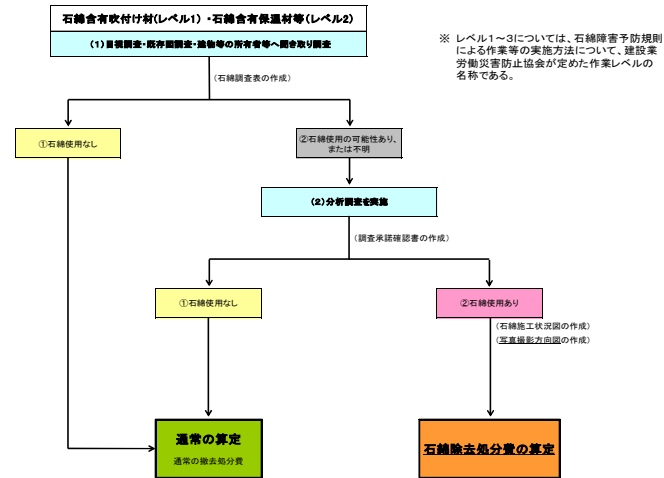 石綿含有吹付け材(レベル1)・石綿含有保温材等(レベル2)
(1)目視調査・既存図調査・建物等の所有者等へ聞き取り調査
※ レベル1～3については、石綿障害予防規則
による作業等の実施方法について、建設業
労働災害防止協会が定めた作業レベルの
名称である。
(石綿調査表の作成)
①石綿使用なし
②石綿使用の可能性あり、
または不明
(2)分析調査を実施
(調査承諾確認書の作成)
①石綿使用なし
②石綿使用あり
(石綿施工状況図の作成)
(写真撮影方向図の作成)
通常の算定
通常の撤去処分費
石綿除去処分費の算定